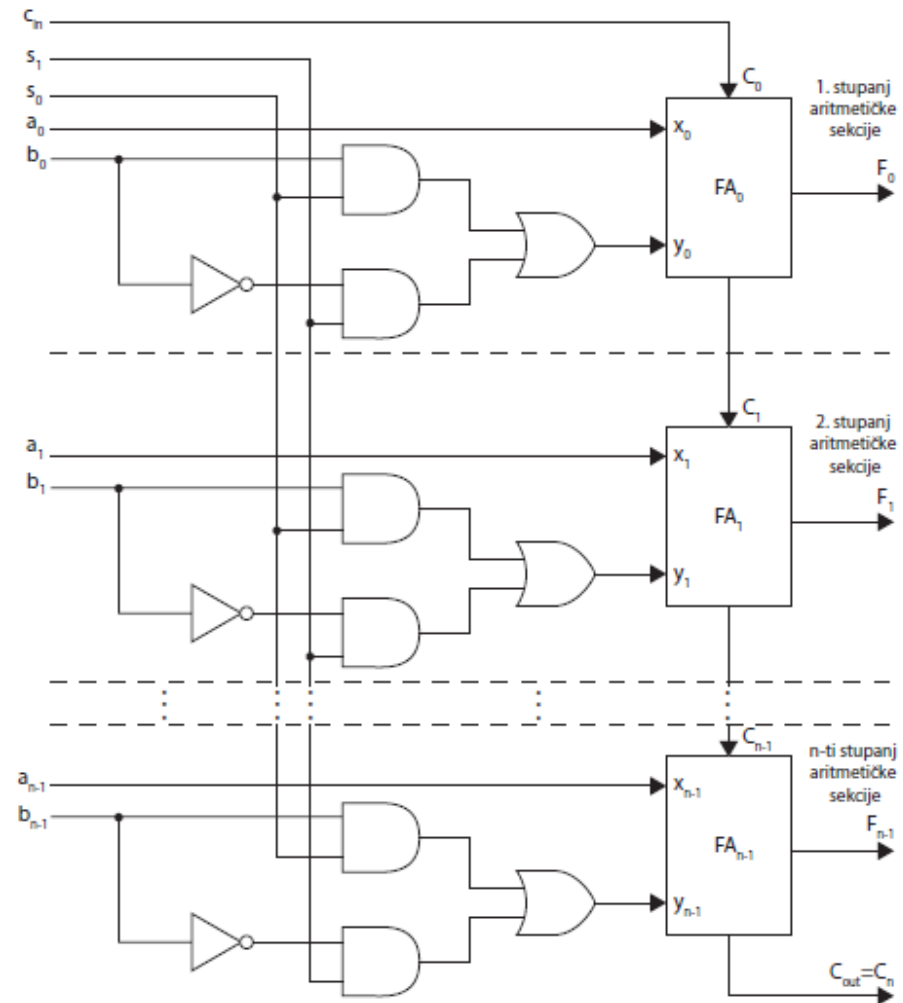 c_in
s_1
s_0
a_0
b_0
C_0
x_0
FA_0
y_0
1. stupanj
aritmetičke
sekcije
F_0
a_1
b_1
C_1
x_1
FA_1
y_1
2. stupanj
aritmetičke
sekcije
F_1
a_n-1
b_n-1
C_n-1
x_n-1
FA_n-1
y_n-1
n-ti stupanj
aritmetičke
sekcije
F_n-1
C_out=C_n